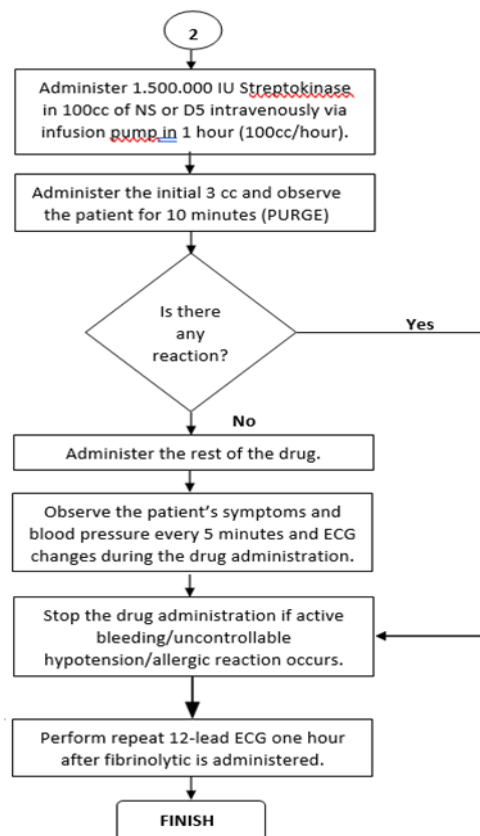 2
Administer 1.500.000 IU Streptokinase
in 100cc of NS or D5 intravenously via
infusion pump in 1 hour (100cc/hour).
Administer the initial 3 cc and observe
the patient for 10 minutes (PURGE)
Is there
any
reaction?
Yes
No
Administer the rest of the drug.
Observe the patient’s symptoms and
blood pressure every 5 minutes and ECG
changes during the drug administration.
Stop the drug administration if active
bleeding/uncontrollable
hypotension/allergic reaction occurs.
Perform repeat 12-lead ECG one hour
after fibrinolytic is administered.
FINISH